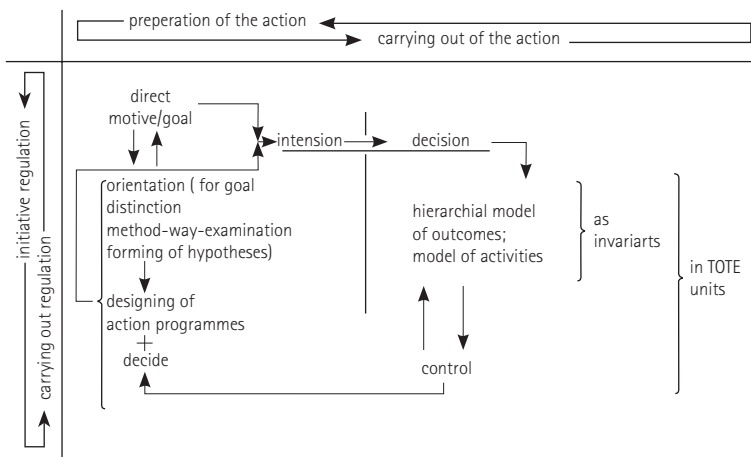 preperation of the action
carrying out of the action
initiative regulation
carrying out regulation
direct
motive/goal
intension
decision
orientation ( for goal
distinction
method-way-examination
forming of hypotheses)
designing of
action programmes
+
decide
hierarchial model
of outcomes;
model of activities
control
as
invariarts
in TOTE
units